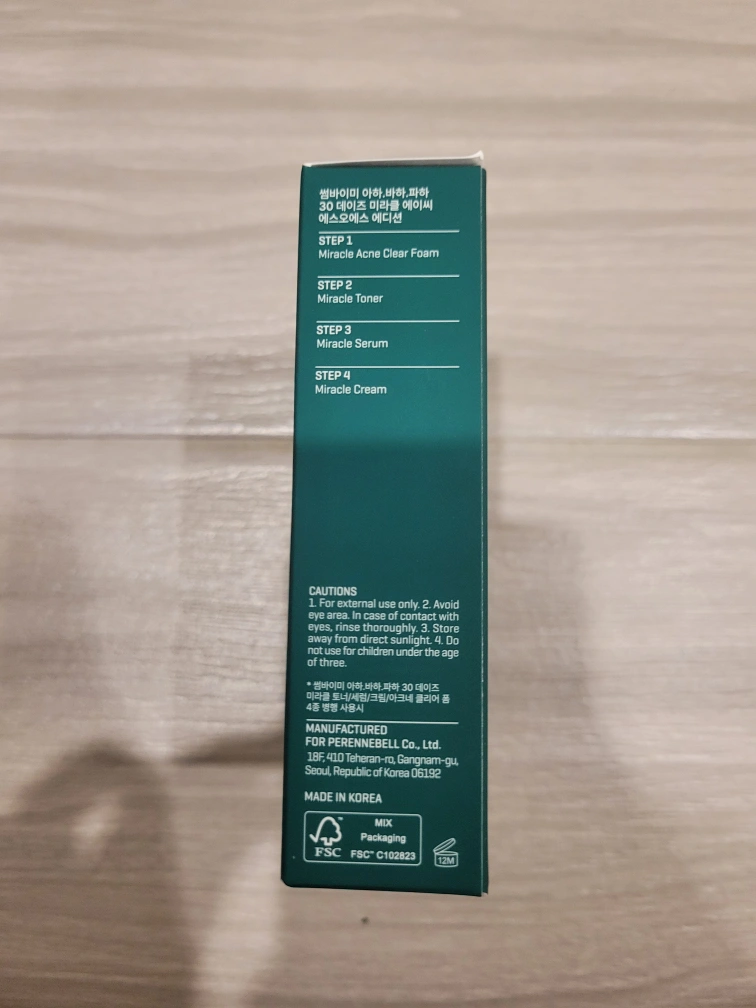 썸바이미 아하,바하,파하
30 데이즈 미라클 에이씨
에스오에스 에디션
STEP 1
Miracle Acne Clear Foam
STEP 2
Miracle Toner
STEP 3
Miracle Serum
STEP 4
Miracle Cream
CAUTIONS
1. For external use only. 2. Avoid
eye area. In case of contact with
eyes, rinse thoroughly. 3. Store
away from direct sunlight. 4. Do
not use for children under the age
of three.
* 썸바이미 아하,바하,파하 30 데이즈
미라클 토너/세럼/크림/아크네 클리어 폼
4종 병행 사용시
MANUFACTURED
FOR PERENNEBELL Co., Ltd.
18F, 410 Teheran-ro, Gangnam-gu,
Seoul, Republic of Korea 06192
MADE IN KOREA
MIX
Packaging
FSC™ C102823
FSC
12M